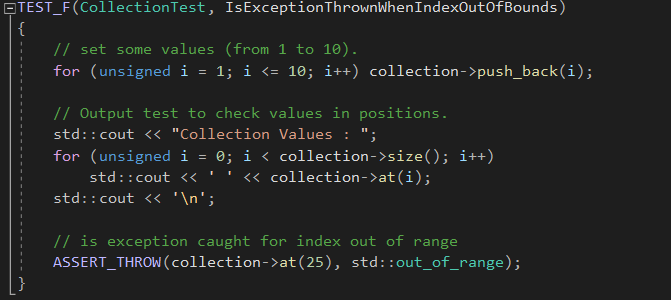 TEST_F(CollectionTest, IsExceptionThrownWhenIndexOutOfBounds)
{
    // set some values (from 1 to 10).
    for (unsigned i = 1; i <= 10; i++) collection->push_back(i);

    // Output test to check values in positions.
    std::cout << "Collection Values : ";
    for (unsigned i = 0; i < collection->size(); i++)
        std::cout << ' ' << collection->at(i);
    std::cout << '\n';

    // is exception caught for index out of range
    ASSERT_THROW(collection->at(25), std::out_of_range);
}